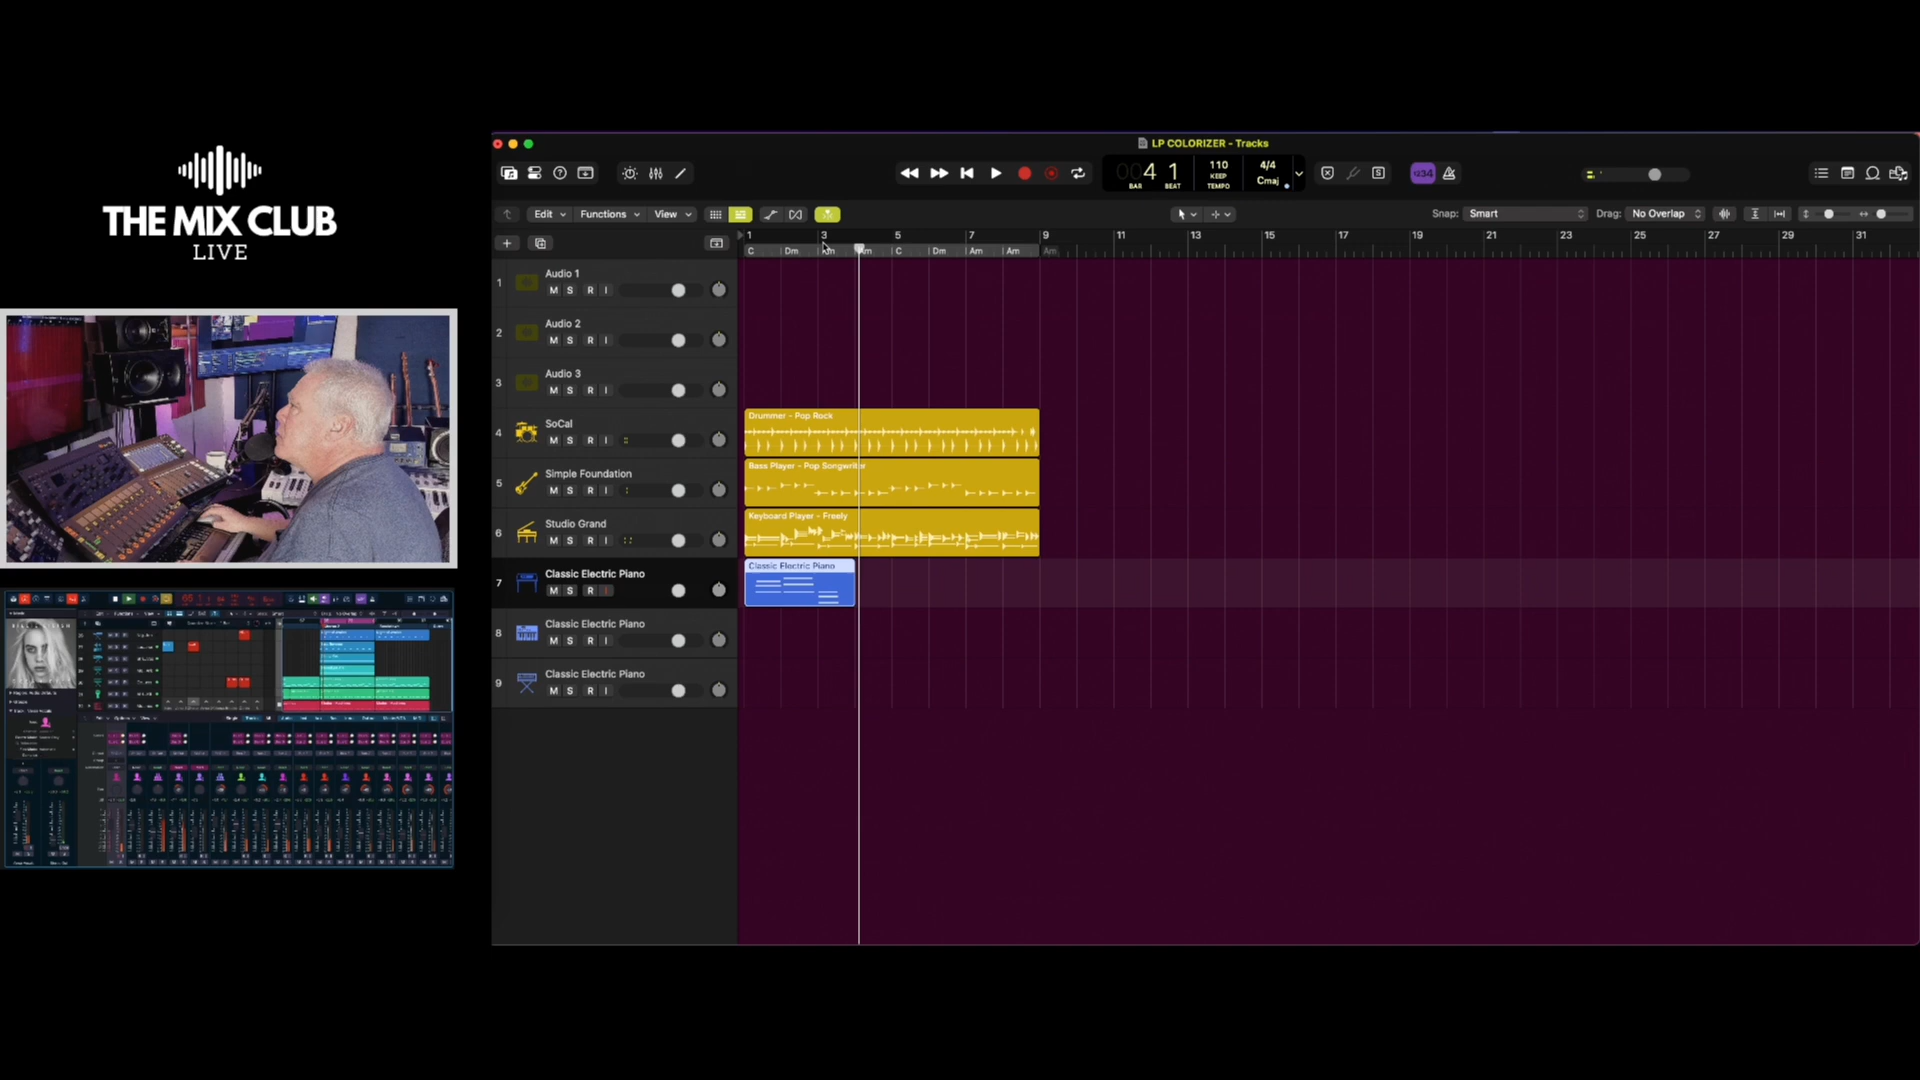 THE MIX CLUB
LIVE
LP COLORIZER - Tracks
004 1
BAR
BEAT
110
KEEP
TEMPO
4/4
Cmaj
1234
S
Edit
Functions
View
Snap:
Smart
Drag:
No Overlap
1 3 5 7 9 11 13 15 17 19 21 23 25 27 29 31
C Dm Am Am C Dm Am Am Am
1
Audio 1
M S R I
2
Audio 2
M S R I
3
Audio 3
M S R I
4
SoCal
M S R I
Drummer - Pop Rock
5
Simple Foundation
M S R I
Bass Player - Pop Songwriter
6
Studio Grand
M S R I
Keyboard Player - Freely
7
Classic Electric Piano
M S R I
Classic Electric Piano
8
Classic Electric Piano
M S R I
9
Classic Electric Piano
M S R I